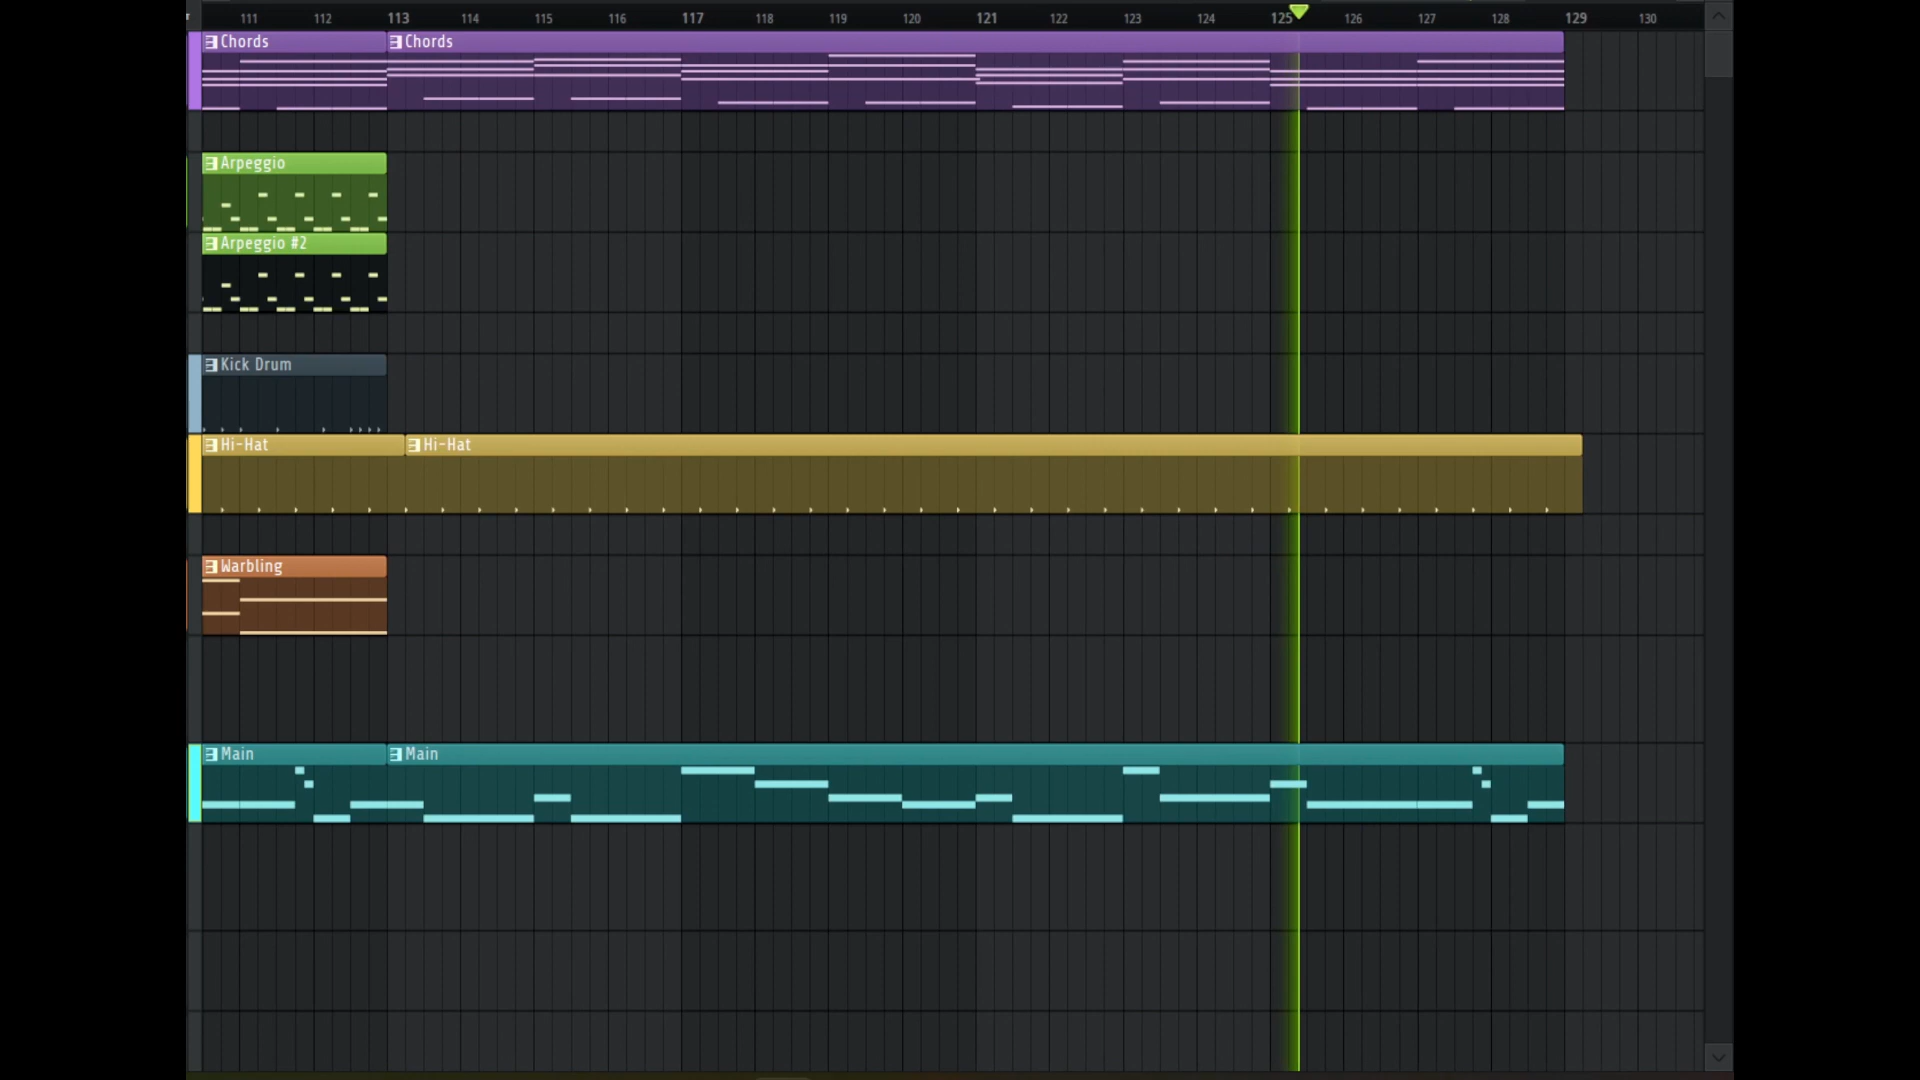 111 112 113 114 115 116 117 118 119 120 121 122 123 124 125 126 127 128 129 130
Chords Chords
Arpeggio
Arpeggio #2
Kick Drum
Hi-Hat Hi-Hat
Warbling
Main Main